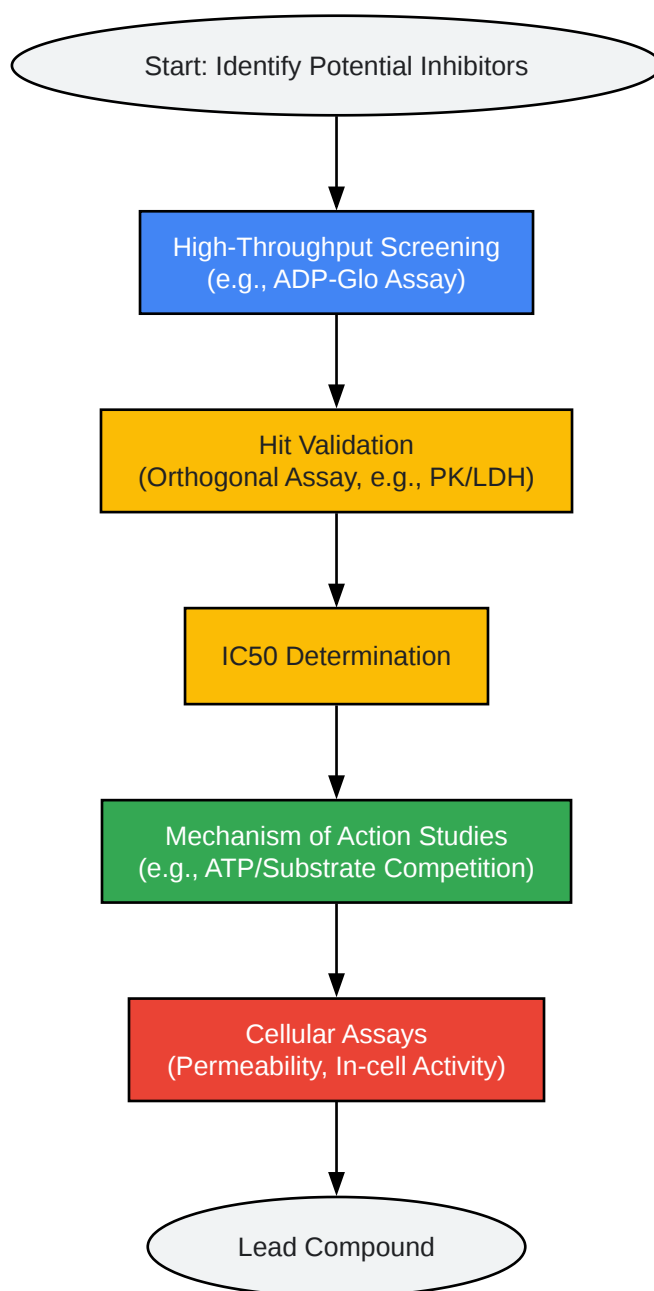 Start: Identify Potential Inhibitors
High-Throughput Screening
(e.g., ADP-Glo Assay)
Hit Validation
(Orthogonal Assay, e.g., PK/LDH)
IC50 Determination
Mechanism of Action Studies
(e.g., ATP/Substrate Competition)
Cellular Assays
(Permeability, In-cell Activity)
Lead Compound